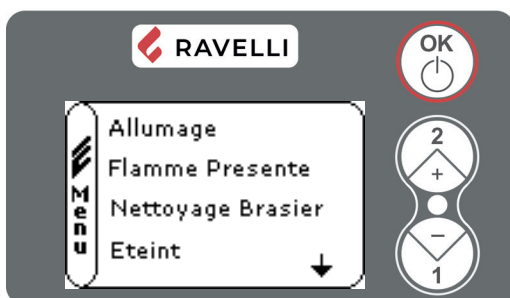 RAVELLI
OK
Menu
Allumage
Flamme Presente
Nettoyage Brasier
Eteint
2
+
−
1